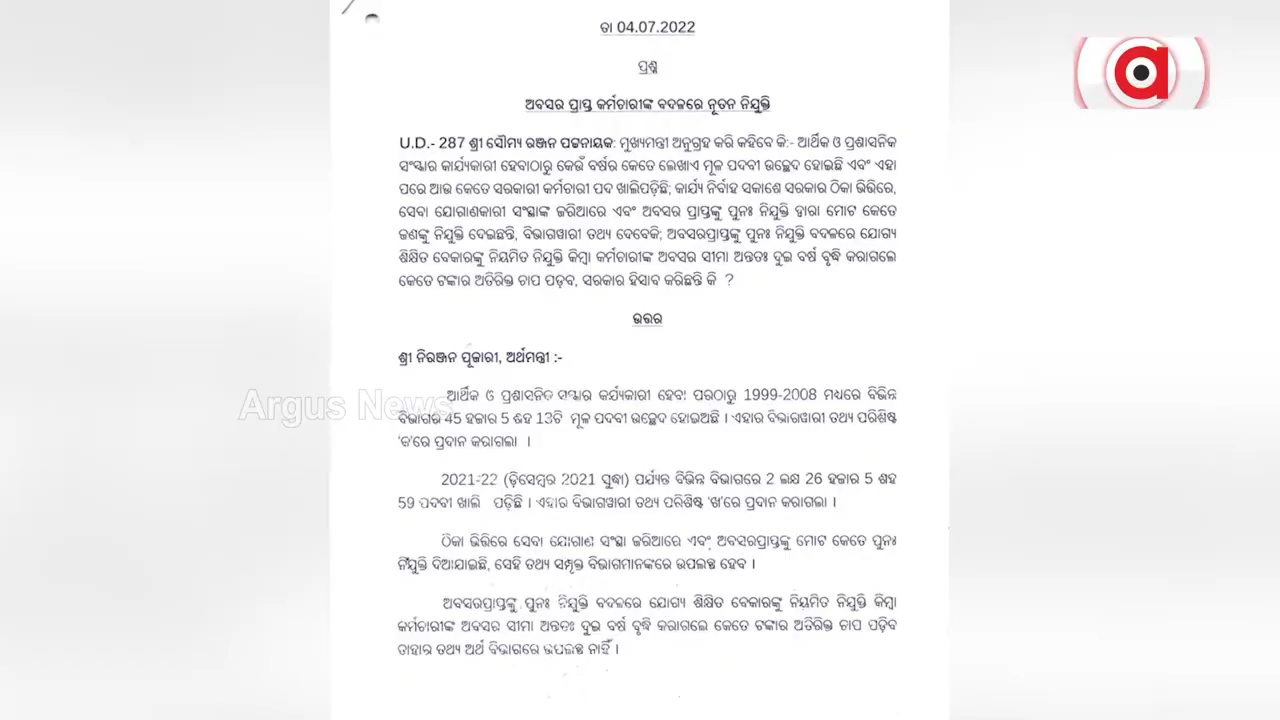 ତା 04.07.2022
ପ୍ରଶ୍ନ
ଅବସର ପ୍ରାପ୍ତ କର୍ମଚାରୀଙ୍କ ବଦଳରେ ନୂତନ ନିଯୁକ୍ତି
U.D.- 287 ଶ୍ରୀ ସୌମ୍ୟ ରଞ୍ଜନ ପଟ୍ଟନାୟକ: ମୁଖ୍ୟମନ୍ତ୍ରୀ ଅନୁଗ୍ରହ କରି କହିବେ କି:- ଆର୍ଥିକ ଓ ପ୍ରଶାସନିକ
ସଂସ୍କାର କାର୍ଯ୍ୟକାରୀ ହେବାଠାରୁ କେଉଁ ବର୍ଷର କେତେ ଲେଖାଏ ମୂଳ ପଦବୀ ଉଚ୍ଛେଦ ହୋଇଛି ଏବଂ ଏହା
ପରେ ଆଉ କେତେ ସରକାରୀ କର୍ମଚାରୀ ପଦ ଖାଲିପଡ଼ିଛି; କାର୍ଯ୍ୟ ନିର୍ବାହ ସକାଶେ ସରକାର ଠିକା ଭିତ୍ତିରେ,
ସେବା ଯୋଗାଣକାରୀ ସଂସ୍ଥାଙ୍କ ଜରିଆରେ ଏବଂ ଅବସର ପ୍ରାପ୍ତଙ୍କୁ ପୁନଃ ନିଯୁକ୍ତି ଦ୍ୱାରା ମୋଟ କେତେ
ଜଣଙ୍କୁ ନିଯୁକ୍ତି ଦେଇଛନ୍ତି, ବିଭାଗୱାରୀ ତଥ୍ୟ ଦେବେକି; ଅବସରପ୍ରାପ୍ତଙ୍କୁ ପୁନଃ ନିଯୁକ୍ତି ବଦଳରେ ଯୋଗ୍ୟ
ଶିକ୍ଷିତ ବେକାରଙ୍କୁ ନିୟମିତ ନିଯୁକ୍ତି କିମ୍ବା କର୍ମଚାରୀଙ୍କ ଅବସର ସୀମା ଅନ୍ତତଃ ଦୁଇ ବର୍ଷ ବୃଦ୍ଧି କରାଗଲେ
କେତେ ଟଙ୍କାର ଅତିରିକ୍ତ ଚାପ ପଡ଼ବ, ସରକାର ହିସାବ କରିଛନ୍ତି କି ?
ଉତ୍ତର
ଶ୍ରୀ ନିରଞ୍ଜନ ପୂଜାରୀ, ଅର୍ଥମନ୍ତ୍ରୀ :-
ଆର୍ଥିକ ଓ ପ୍ରଶାସନିକ ସଂସ୍କାର କର୍ଯ୍ୟକାରୀ ହେବା ପରଠାରୁ 1999-2008 ମଧ୍ୟରେ ବିଭିନ୍ନ
ବିଭାଗର 45 ହଜାର 5 ଶହ 13ଟି ମୂଳ ପଦବୀ ଉଚ୍ଛେଦ ହୋଇଅଛି । ଏହାର ବିଭାଗୱାରୀ ତଥ୍ୟ ପରିଶିଷ୍ଟ
'କ'ରେ ପ୍ରଦାନ କରାଗଲା ।
2021-22 (ଡ଼ିସେମ୍ବର 2021 ସୁଦ୍ଧା) ପର୍ଯ୍ୟନ୍ତ ବିଭିନ୍ନ ବିଭାଗରେ 2 ଲକ୍ଷ 26 ହଜାର 5 ଶହ
59 ପଦବୀ ଖାଲି ପଡ଼ିଛି । ଏହାର ବିଭାଗୱାରୀ ତଥ୍ୟ ପରିଶିଷ୍ଟ 'ଖ'ରେ ପ୍ରଦାନ କରାଗଲା ।
ଠିକା ଭିତ୍ତିରେ ସେବା ଯୋଗାଣ ସଂସ୍ଥା ଜରିଆରେ ଏବଂ ଅବସରପ୍ରାପ୍ତଙ୍କୁ ମୋଟ କେତେ ପୁନଃ
ନିଯୁକ୍ତି ଦିଆଯାଇଛି, ସେହି ତଥ୍ୟ ସମ୍ପୃକ୍ତ ବିଭାଗମାନଙ୍କରେ ଉପଲବ୍ଧ ହେବ ।
ଅବସରପ୍ରାପ୍ତଙ୍କୁ ପୁନଃ ନିଯୁକ୍ତି ବଦଳରେ ଯୋଗ୍ୟ ଶିକ୍ଷିତ ବେକାରଙ୍କୁ ନିୟମିତ ନିଯୁକ୍ତି କିମ୍ବା
କର୍ମଚାରୀଙ୍କ ଅବସର ସୀମା ଅନ୍ତତଃ ଦୁଇ ବର୍ଷ ବୃଦ୍ଧି କରାଗଲେ କେତେ ଟଙ୍କାର ଅତିରିକ୍ତ ଚାପ ପଡ଼ିବ
ତାହାର ତଥ୍ୟ ଅର୍ଥ ବିଭାଗରେ ଉପଲବ୍ଧ ନାହିଁ ।
Argus News
a